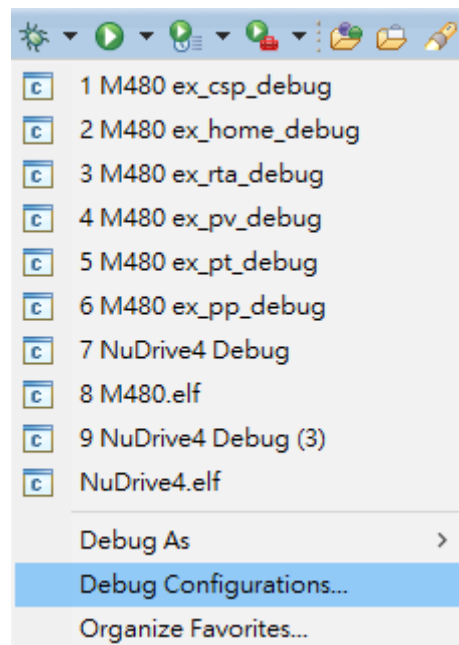 1 M480 ex_csp_debug
2 M480 ex_home_debug
3 M480 ex_rta_debug
4 M480 ex_pv_debug
5 M480 ex_pt_debug
6 M480 ex_pp_debug
7 NuDrive4 Debug
8 M480.elf
9 NuDrive4 Debug (3)
NuDrive4.elf
Debug As
Debug Configurations...
Organize Favorites...